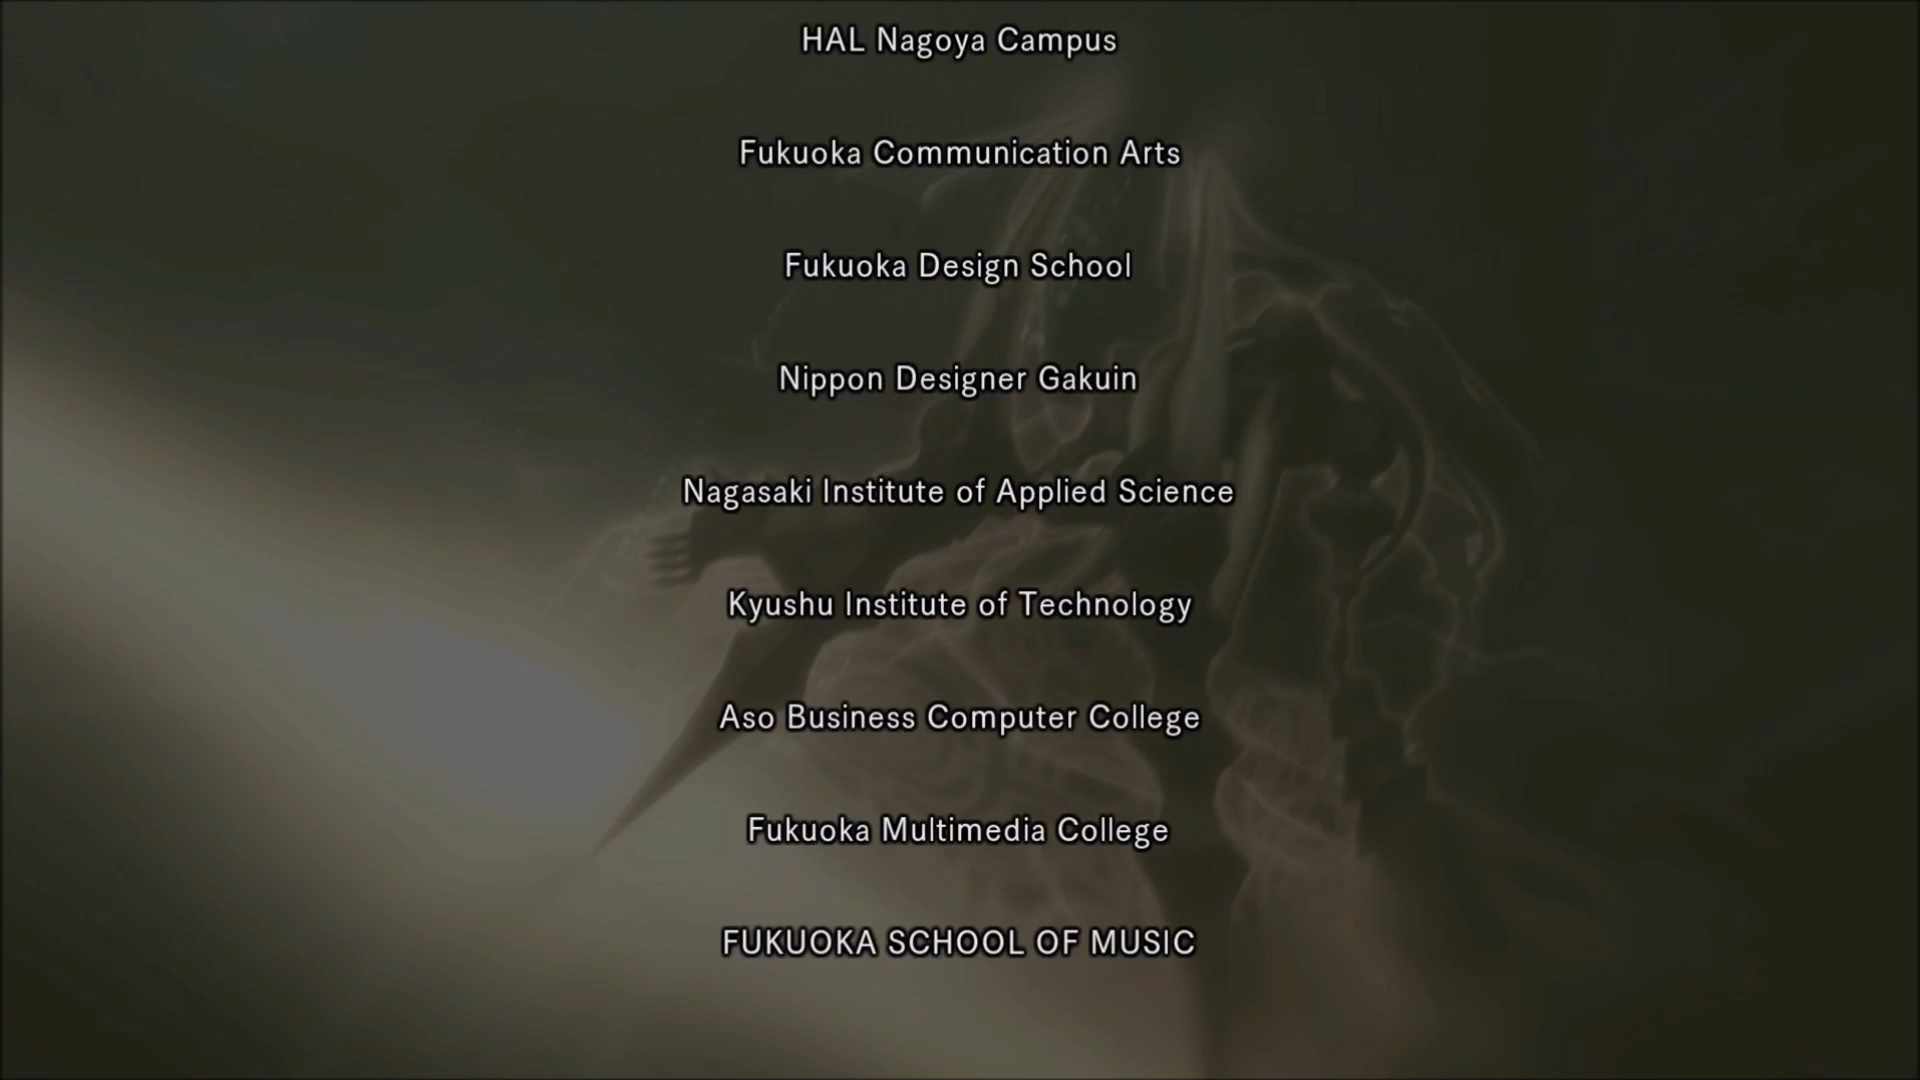 HAL Nagoya Campus
Fukuoka Communication Arts
Fukuoka Design School
Nippon Designer Gakuin
Nagasaki Institute of Applied Science
Kyushu Institute of Technology
Aso Business Computer College
Fukuoka Multimedia College
FUKUOKA SCHOOL OF MUSIC